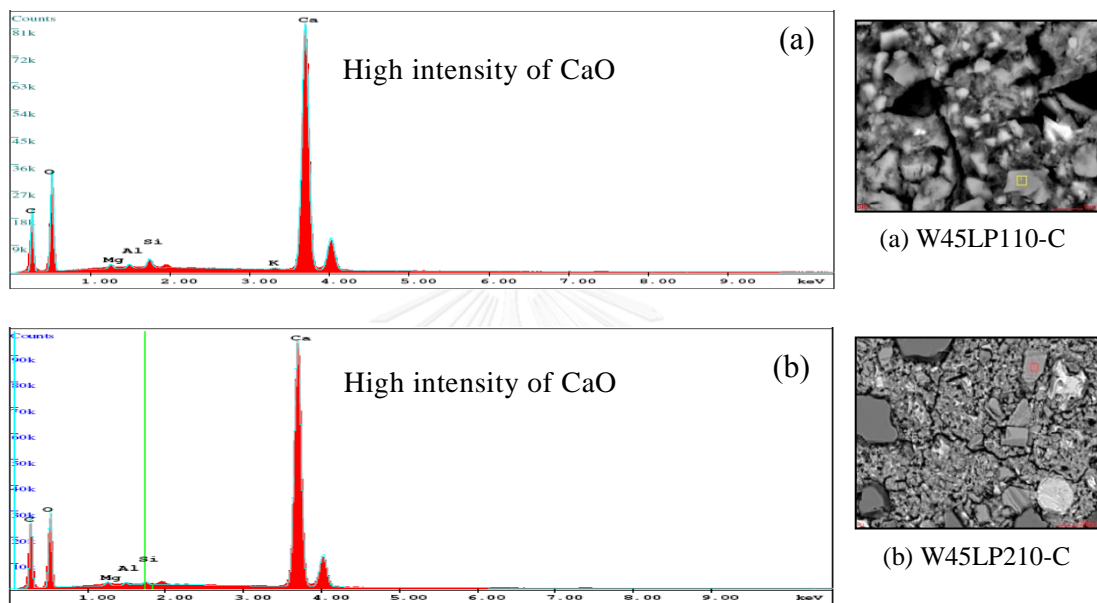 Counts
81k
72k
63k
54k
45k
36k
27k
18k
9k
Ca
(a)
High intensity of CaO
O
C
Mg
Al
Si
K
1.00 2.00 3.00 4.00 5.00 6.00 7.00 8.00 9.00 keV
(a) W45LP110-C
Counts
90k
80k
70k
60k
50k
40k
30k
20k
10k
Ca
(b)
High intensity of CaO
C
O
Mg
Al
Si
1.00 2.00 3.00 4.00 5.00 6.00 7.00 8.00 9.00 keV
(b) W45LP210-C